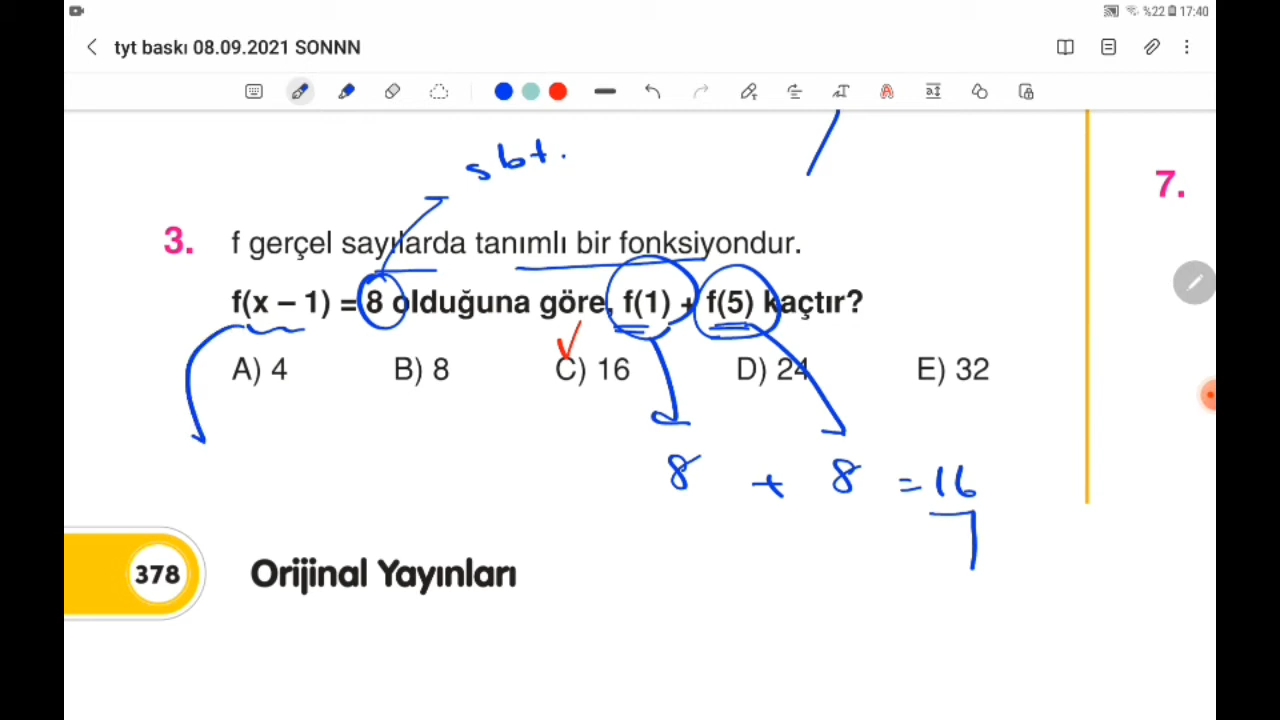 %22 17:40
tyt baskı 08.09.2021 SONNN
sbt.
7.
3. f gerçel sayılarda tanımlı bir fonksiyondur.
f(x – 1) = 8 olduğuna göre, f(1) + f(5) kaçtır?
A) 4 B) 8 C) 16 D) 24 E) 32
8 + 8 = 16
378 Orijinal Yayınları